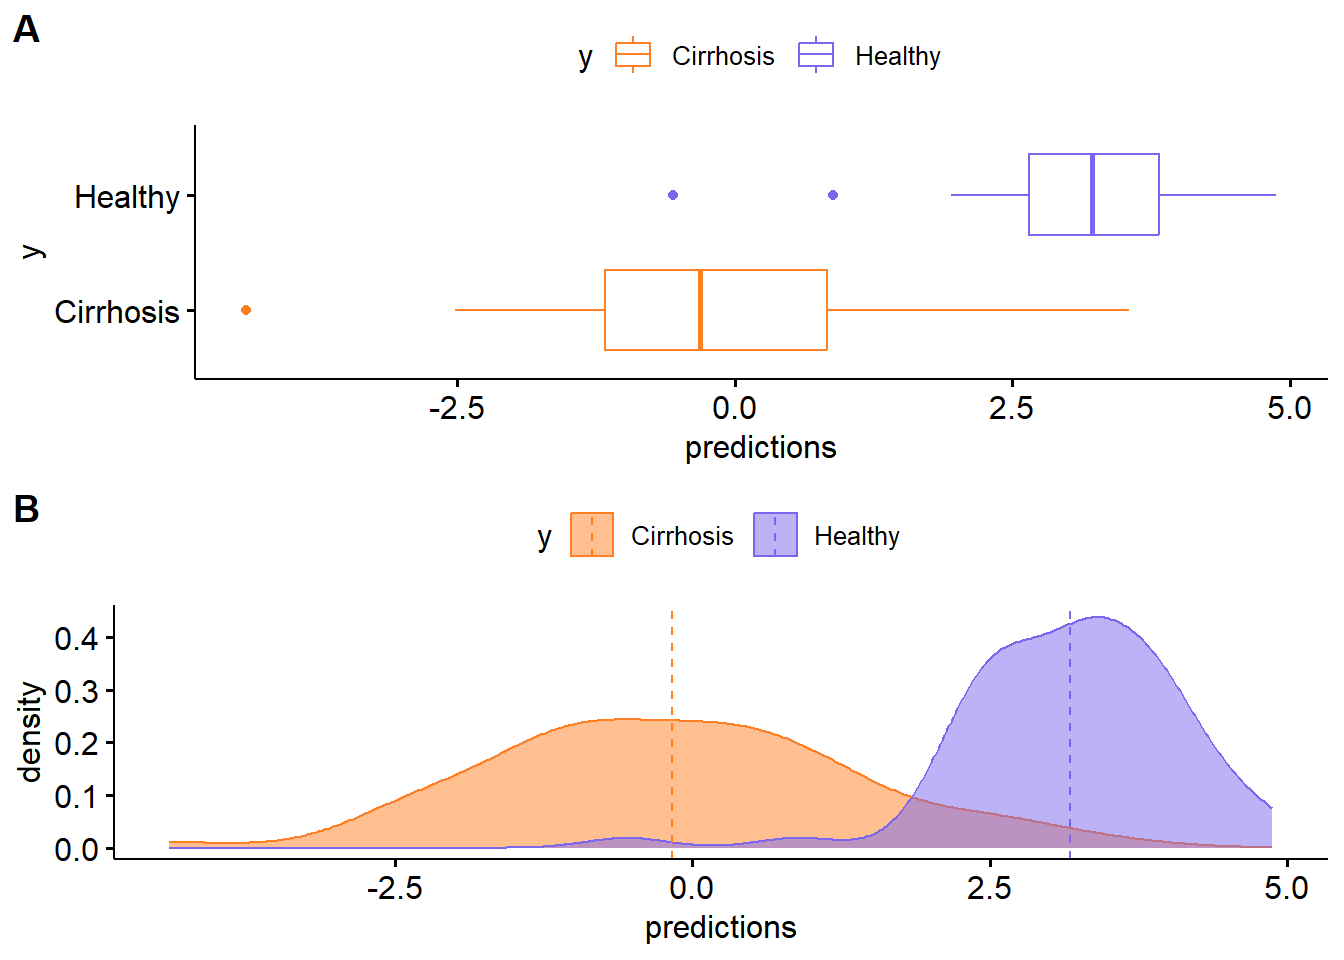 A
y Cirrhosis Healthy
Healthy
y
Cirrhosis
-2.5 0.0 2.5 5.0
predictions
B
y Cirrhosis Healthy
0.4
0.3
density
0.2
0.1
0.0
-2.5 0.0 2.5 5.0
predictions